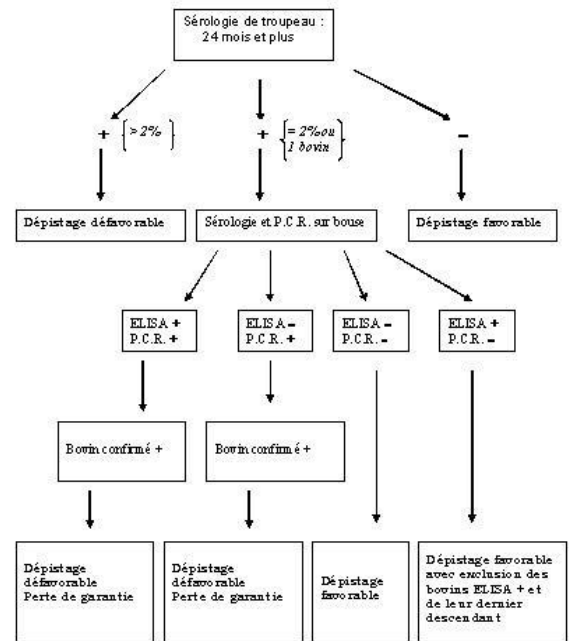 Sérologie de troupeau :
24 mois et plus
+ { > 2% }
+ { = 2% ou
1 bovin }
–
Dépistage défavorable
Sérologie et P.C.R. sur bouse
Dépistage favorable
ELISA +
P.C.R. +
ELISA –
P.C.R. +
ELISA –
P.C.R. –
ELISA +
P.C.R. –
Bovin confirmé +
Bovin confirmé +
Dépistage
défavorable
Perte de garantie
Dépistage
défavorable
Perte de garantie
Dépistage
favorable
Dépistage favorable
avec exclusion des
bovins ELISA + et
de leur dernier
descendant